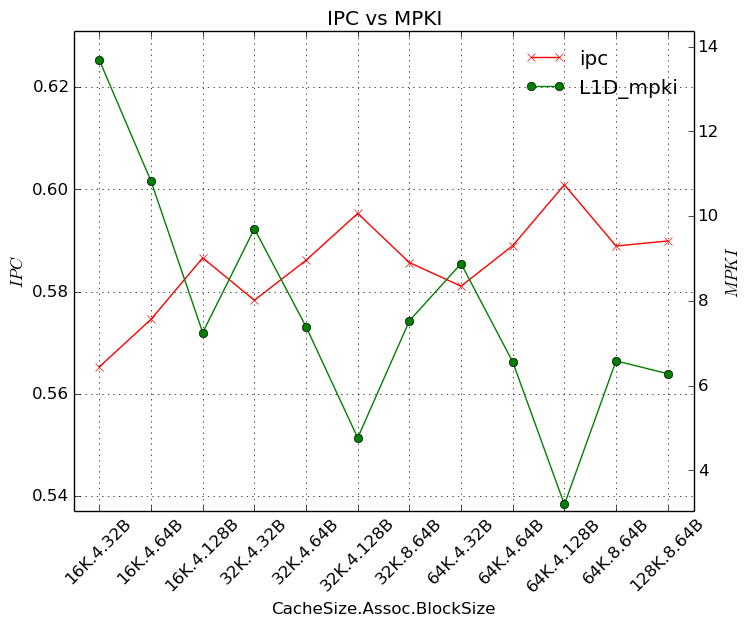 IPC vs MPKI
ipc
L1D_mpki
0.62
0.60
0.58
0.56
0.54
IPC
14
12
10
8
6
4
MPKI
16K.4.32B
16K.4.64B
16K.4.128B
32K.4.32B
32K.4.64B
32K.4.128B
32K.8.64B
64K.4.32B
64K.4.64B
64K.4.128B
64K.8.64B
128K.8.64B
CacheSize.Assoc.BlockSize